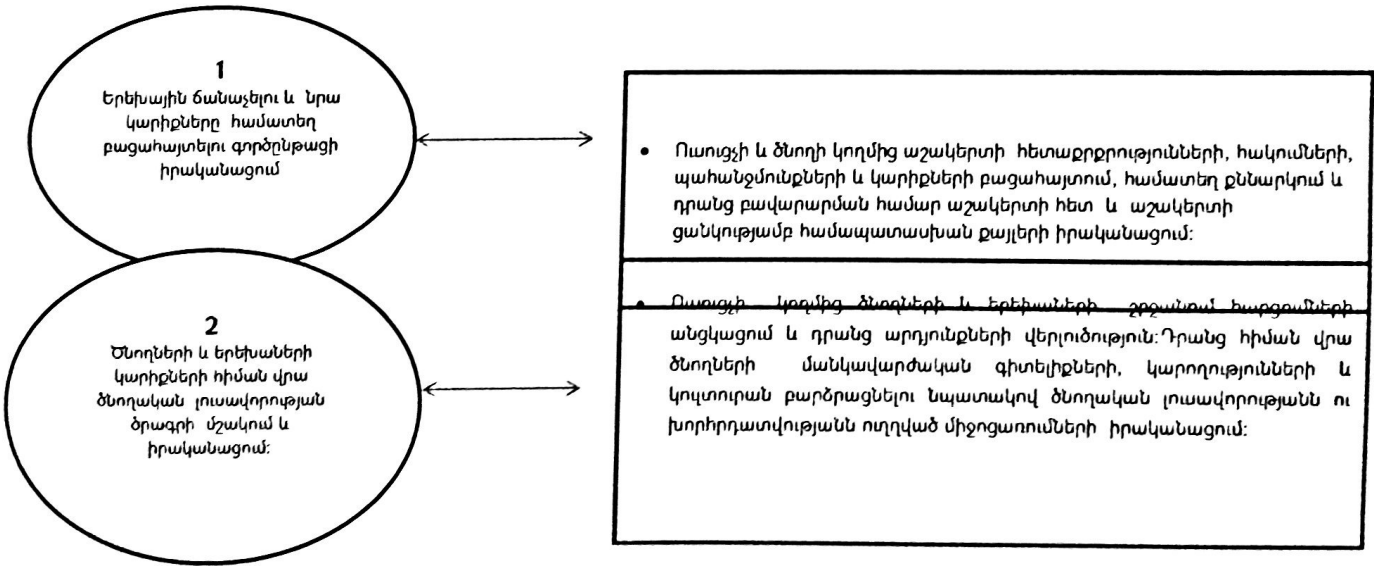 1
Երեխային ճանաչելու և նրա
կարիքները համատեղ
բացահայտելու գործընթացի
իրականացում
• Ուսուցչի և ծնողի կողմից աշակերտի հետաքրքրությունների, հակումների,
պահանջմունքների և կարիքների բացահայտում, համատեղ քննարկում և
դրանց բավարարման համար աշակերտի հետ և աշակերտի
ցանկությամբ համապատասխան քայլերի իրականացում:
2
Ծնողների և երեխաների
կարիքների հիման վրա
ծնողական լուսավորության
ծրագրի մշակում և
իրականացում:
• Ուսուցչի կողմից ծնողների և երեխաների շրջանում հարցումների
անցկացում և դրանց արդյունքների վերլուծություն:Դրանց հիման վրա
ծնողների մանկավարժական գիտելիքների, կարողությունների և
կուլտուրան բարձրացնելու նպատակով ծնողական լուսավորությանն ու
խորհրդատվությանն ուղղված միջոցառումների իրականացում: